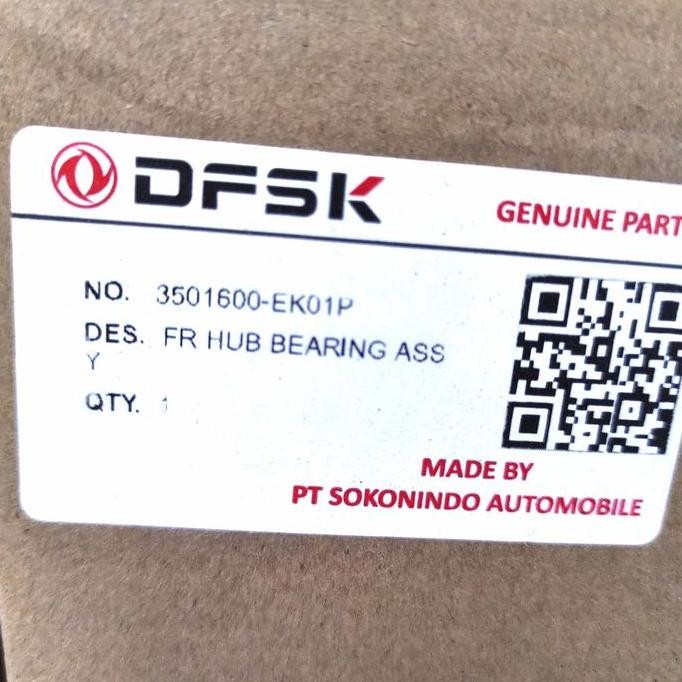 DFSK
GENUINE PART
NO. 3501600-EK01P
DES. FR HUB BEARING ASS
Y
QTY. 1
MADE BY
PT SOKONINDO AUTOMOBILE